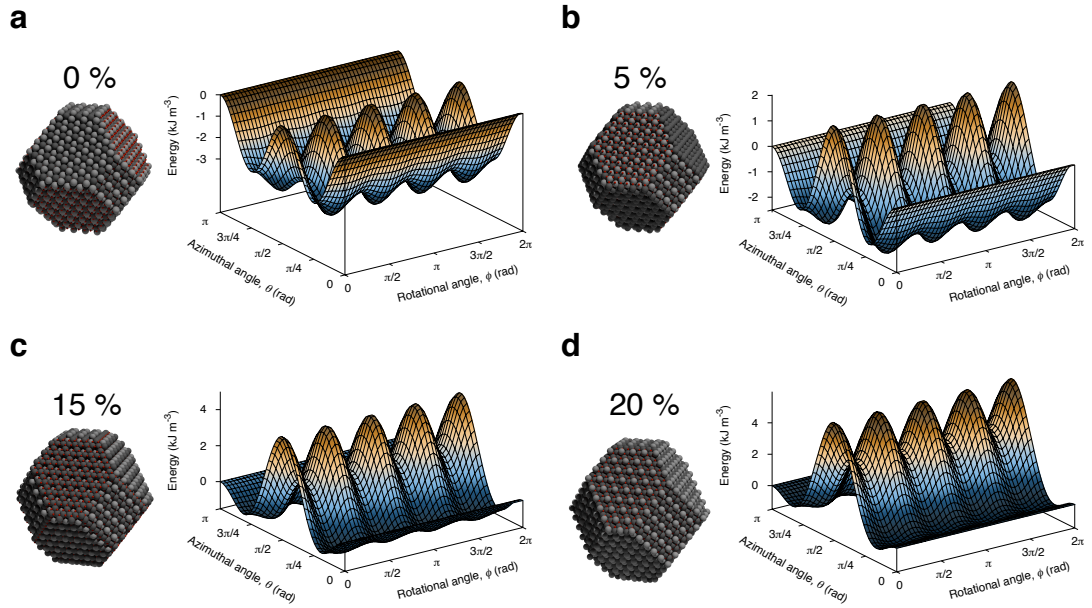 a
0 %
Energy (kJ m⁻³)
0
-1
-2
-3
π
3π/4
π/2
π/4
0
Azimuthal angle, θ (rad)
0
π/2
π
3π/2
2π
Rotational angle, ϕ (rad)
b
5 %
Energy (kJ m⁻³)
2
1
0
-1
-2
π
3π/4
π/2
π/4
0
Azimuthal angle, θ (rad)
0
π/2
π
3π/2
2π
Rotational angle, ϕ (rad)
c
15 %
Energy (kJ m⁻³)
4
2
0
π
3π/4
π/2
π/4
0
Azimuthal angle, θ (rad)
0
π/2
π
3π/2
2π
Rotational angle, ϕ (rad)
d
20 %
Energy (kJ m⁻³)
4
2
0
π
3π/4
π/2
π/4
0
Azimuthal angle, θ (rad)
0
π/2
π
3π/2
2π
Rotational angle, ϕ (rad)